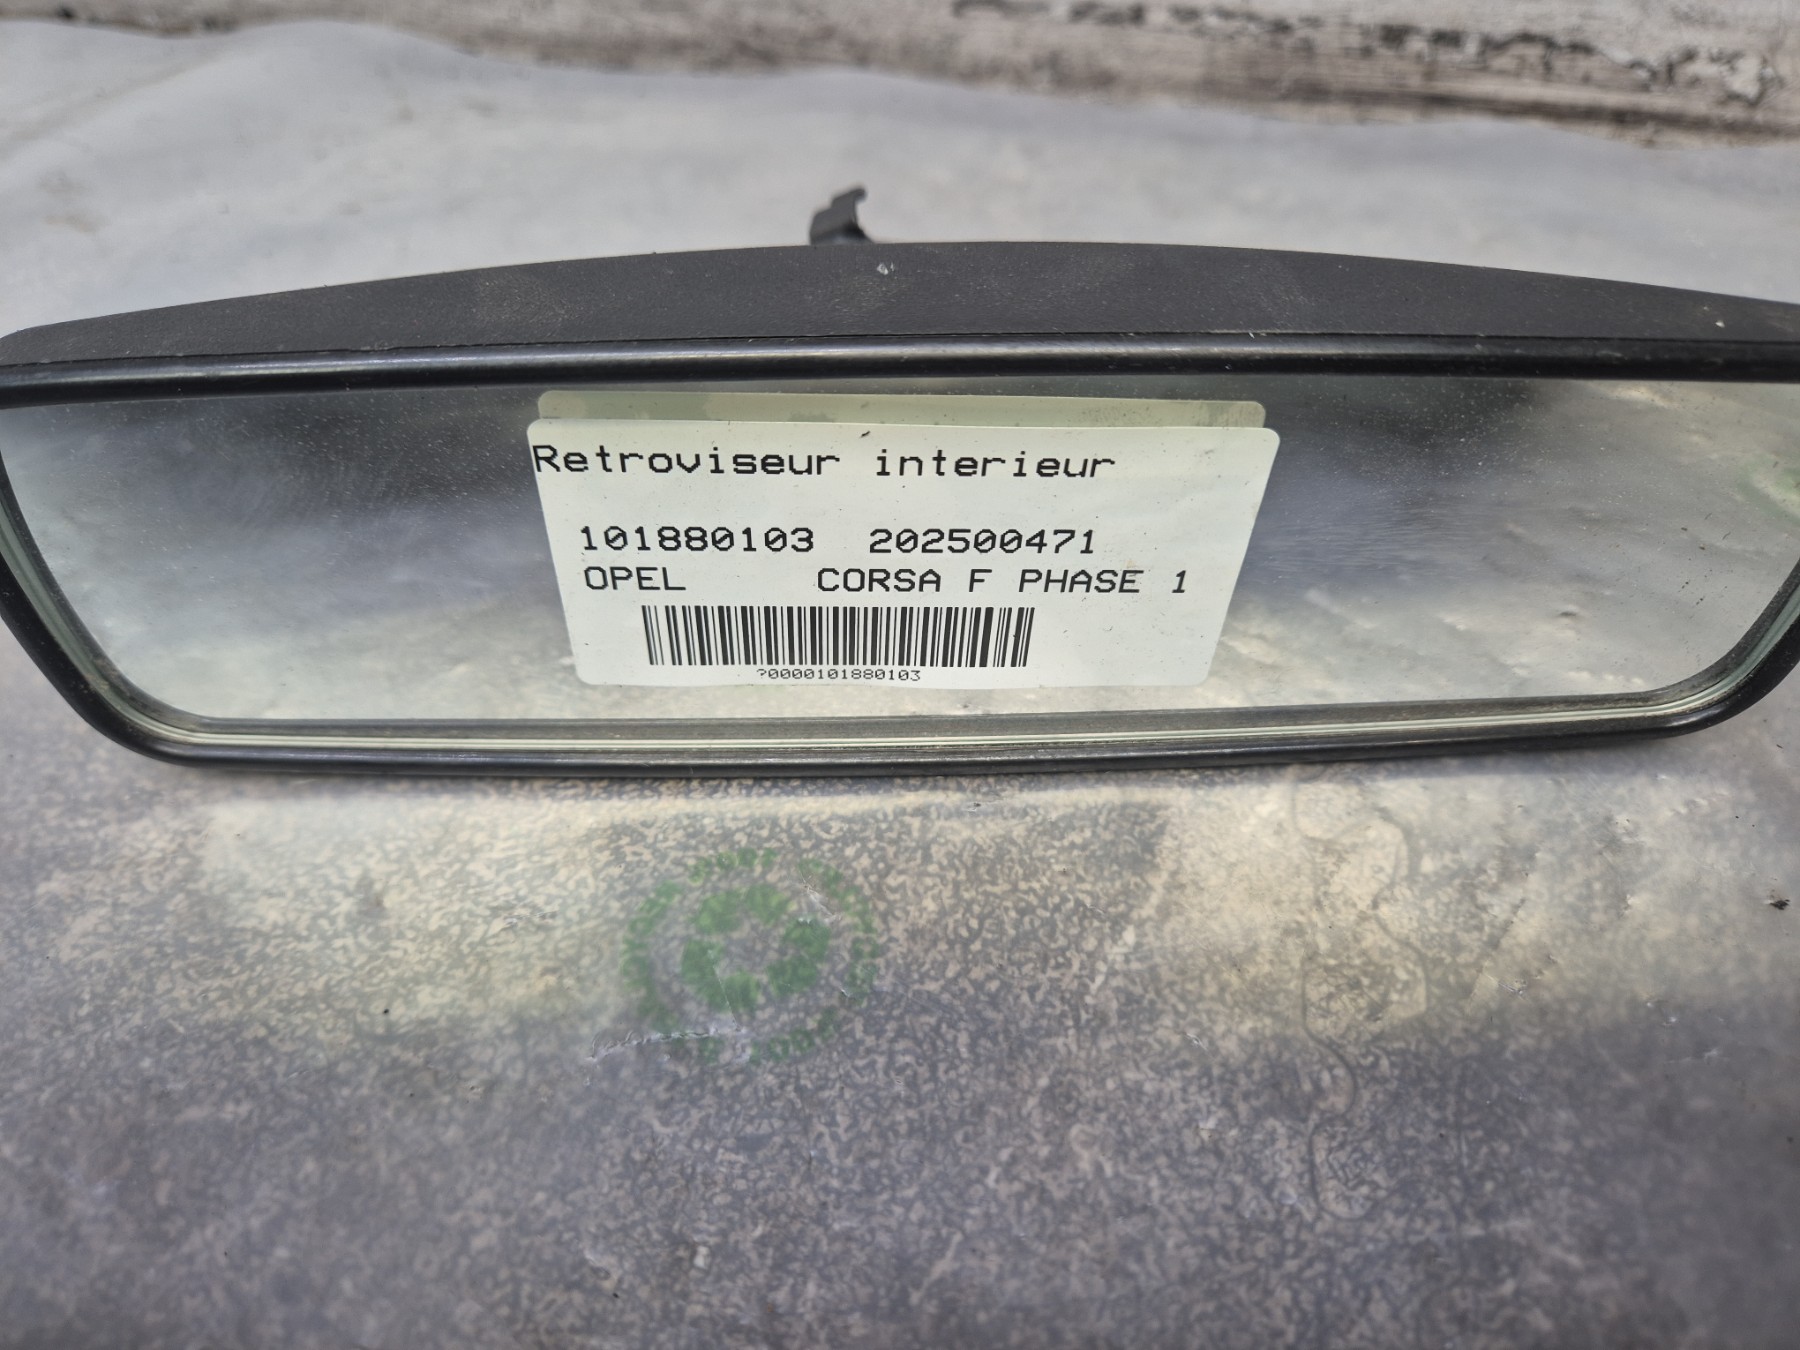 Retroviseur interieur
101880103 202500471
OPEL CORSA F PHASE 1
?0000101880103